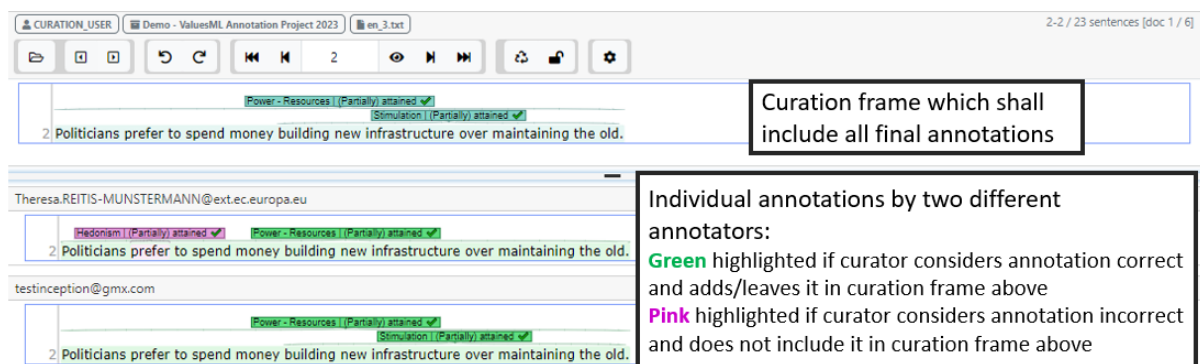 CURATION_USER Demo - ValuesML Annotation Project 2023 en_3.txt 2-2 / 23 sentences [doc 1 / 6]
2
Power - Resources | (Partially) attained ✔
Stimulation | (Partially) attained ✔
2 Politicians prefer to spend money building new infrastructure over maintaining the old.
Curation frame which shall
include all final annotations
Theresa.REITIS-MUNSTERMANN@ext.ec.europa.eu
Hedonism | (Partially) attained ✔ Power - Resources | (Partially) attained ✔
2 Politicians prefer to spend money building new infrastructure over maintaining the old.
testinception@gmx.com
Power - Resources | (Partially) attained ✔
Stimulation | (Partially) attained ✔
2 Politicians prefer to spend money building new infrastructure over maintaining the old.
Individual annotations by two different
annotators:
Green highlighted if curator considers annotation correct
and adds/leaves it in curation frame above
Pink highlighted if curator considers annotation incorrect
and does not include it in curation frame above